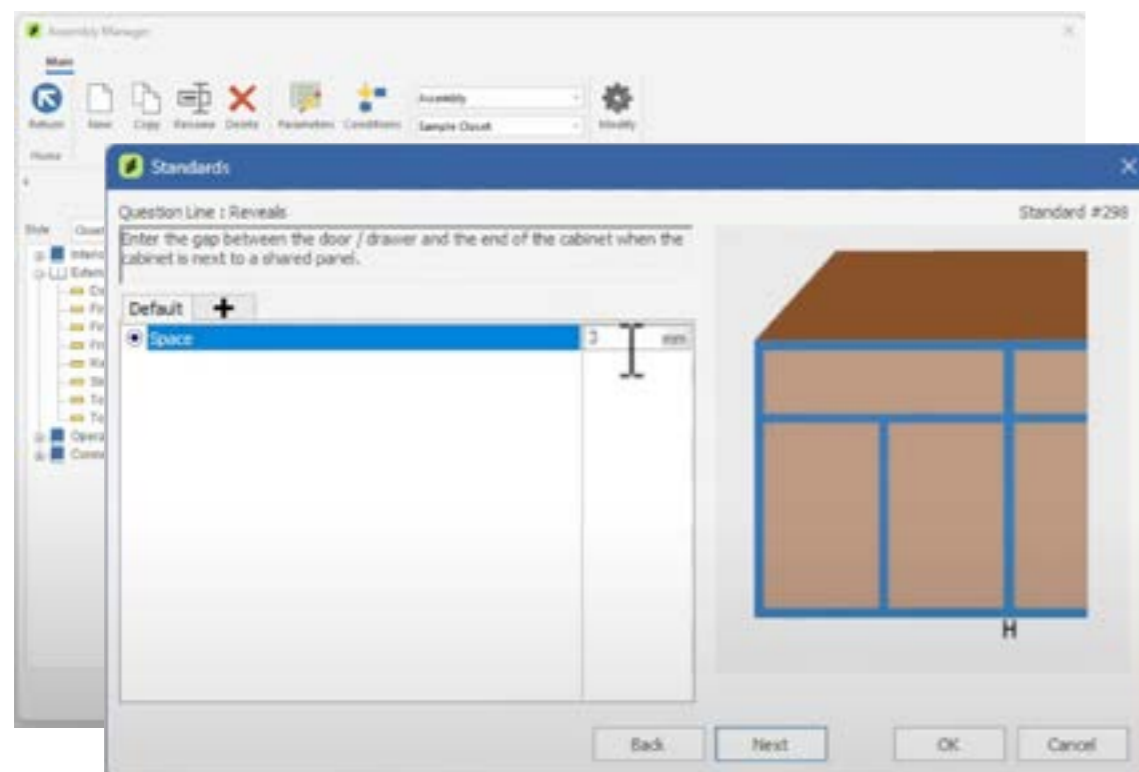 Assembly Manager
Main
Return New Copy Rename Delete Parameters Conditions Modify
Assembly
Sample Closet
Home
Standards
Question Line : Reveals
Standard #298
Enter the gap between the door / drawer and the end of the cabinet when the
cabinet is next to a shared panel.
Default
Space mm
H
Style
Back Next OK Cancel